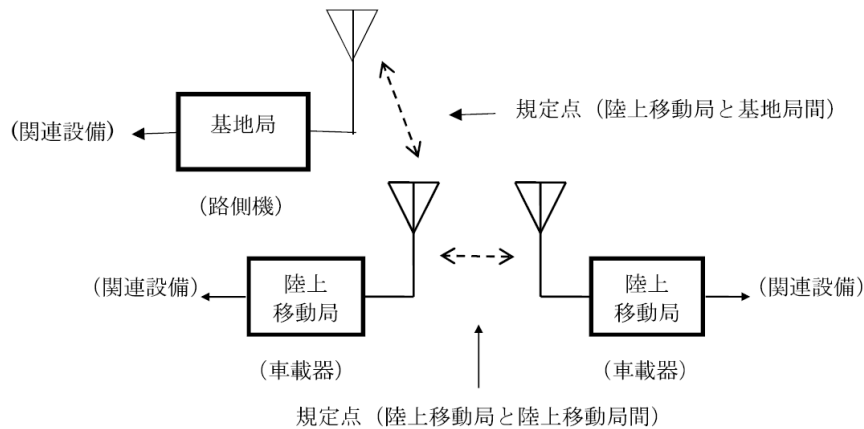 基地局
(関連設備)
規定点（陸上移動局と基地局間）
（路側機）
（関連設備）
陸上
移動局
陸上
移動局
（関連設備）
（車載器）
（車載器）
規定点（陸上移動局と陸上移動局間）